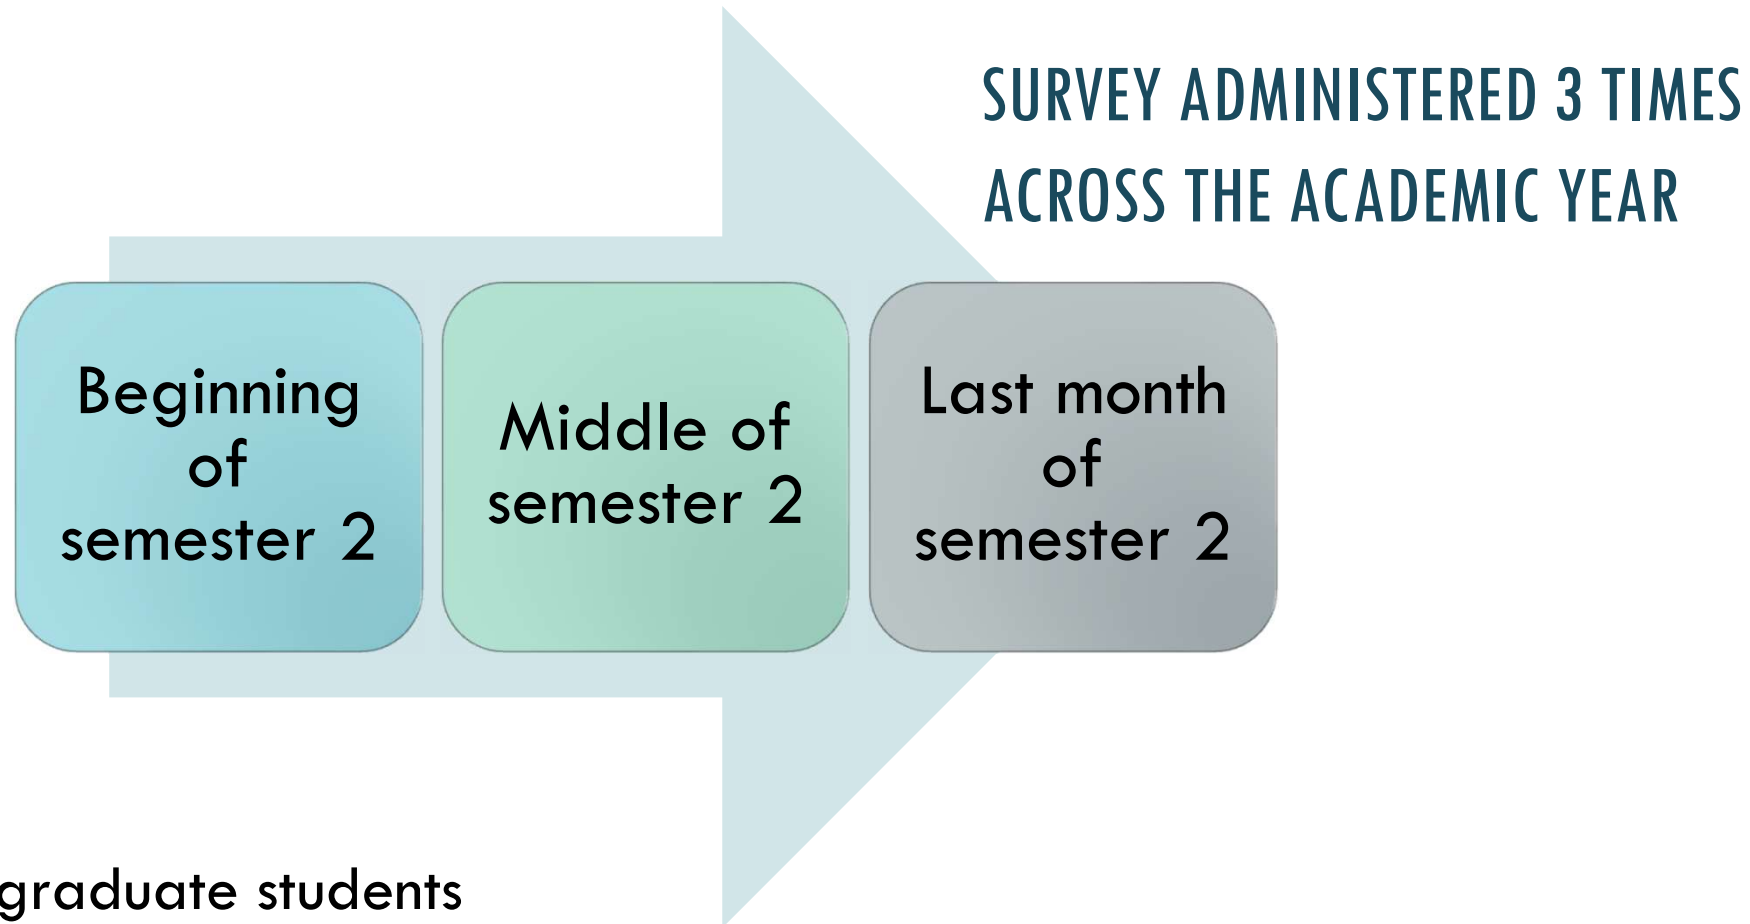 SURVEY ADMINISTERED 3 TIMES
ACROSS THE ACADEMIC YEAR
Beginning
of
semester 2
Middle of
semester 2
Last month
of
semester 2
graduate students